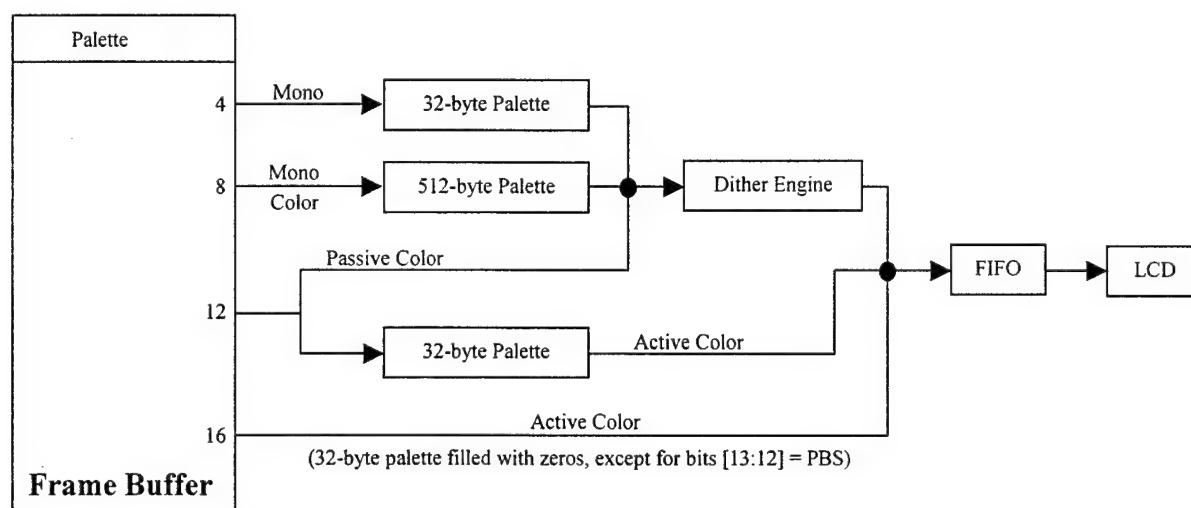 Palette
4
Mono
32-byte Palette
8
Mono
Color
512-byte Palette
Dither Engine
Passive Color
FIFO
LCD
12
32-byte Palette
Active Color
Active Color
16
(32-byte palette filled with zeros, except for bits [13:12] = PBS)
Frame Buffer